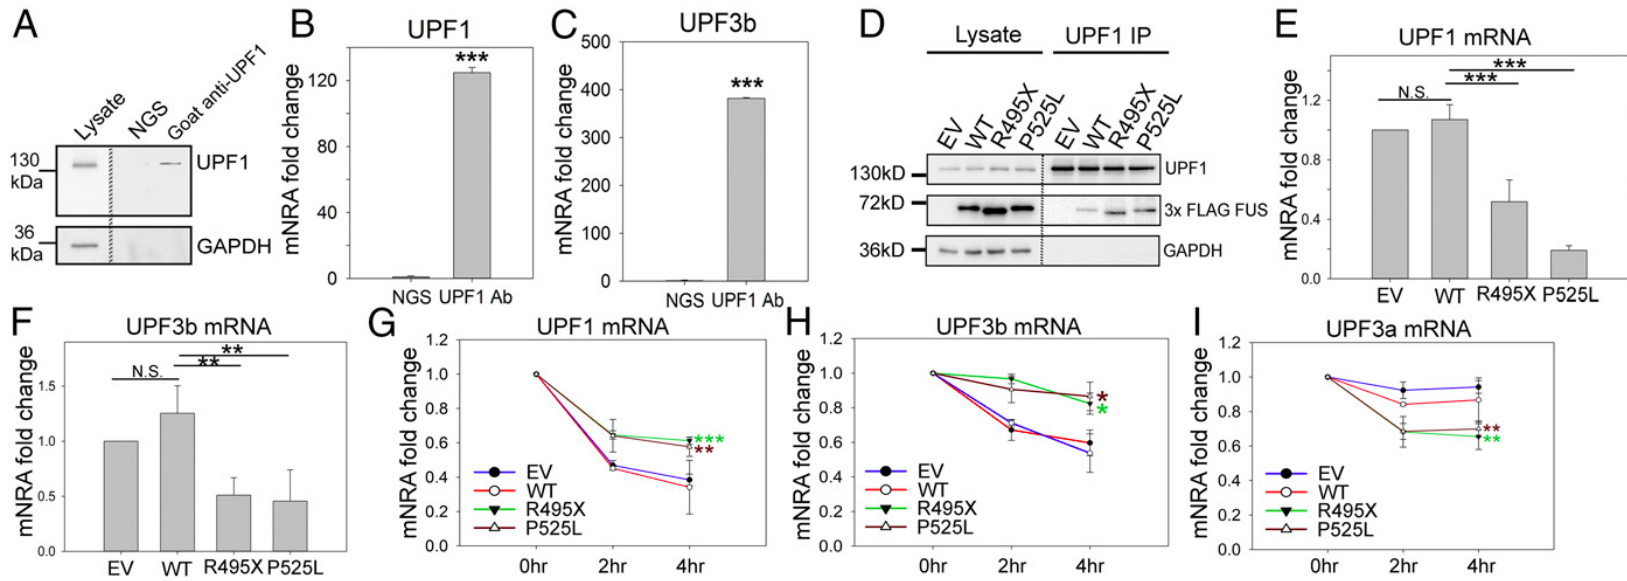 A
Lysate
NGS
Goat anti-UPF1
130
kDa
UPF1
36
kDa
GAPDH
B
UPF1
mNRA fold change
120
80
40
0
***
NGS UPF1 Ab
C
UPF3b
mNRA fold change
500
400
300
200
100
0
***
NGS UPF1 Ab
D
Lysate
UPF1 IP
EV
WT
R495X
P525L
EV
WT
R495X
P525L
130kD
UPF1
72kD
3x FLAG FUS
36kD
GAPDH
E
UPF1 mRNA
mNRA fold change
1.2
0.8
0.4
0.0
N.S.
***
***
EV WT R495X P525L
F
UPF3b mRNA
mNRA fold change
1.5
1.0
0.5
0.0
N.S.
**
**
EV WT R495X P525L
G
UPF1 mRNA
mNRA fold change
1.2
1.0
0.8
0.6
0.4
0.2
0.0
***
**
EV
WT
R495X
P525L
0hr 2hr 4hr
H
UPF3b mRNA
mNRA fold change
1.2
1.0
0.8
0.6
0.4
0.2
0.0
*
*
EV
WT
R495X
P525L
0hr 2hr 4hr
I
UPF3a mRNA
mNRA fold change
1.2
1.0
0.8
0.6
0.4
0.2
0.0
**
**
EV
WT
R495X
P525L
0hr 2hr 4hr